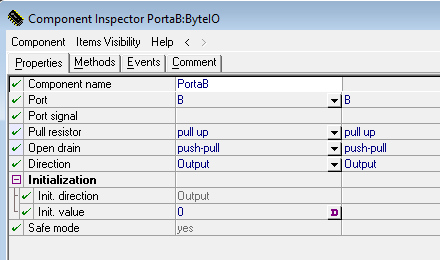 Component Inspector PortaB:ByteIO
Component Items Visibility Help < >
Properties Methods Events Comment
Component name PortaB
Port B B
Port signal
Pull resistor pull up pull up
Open drain push-pull push-pull
Direction Output Output
Initialization
Init. direction Output
Init. value 0 D
Safe mode yes